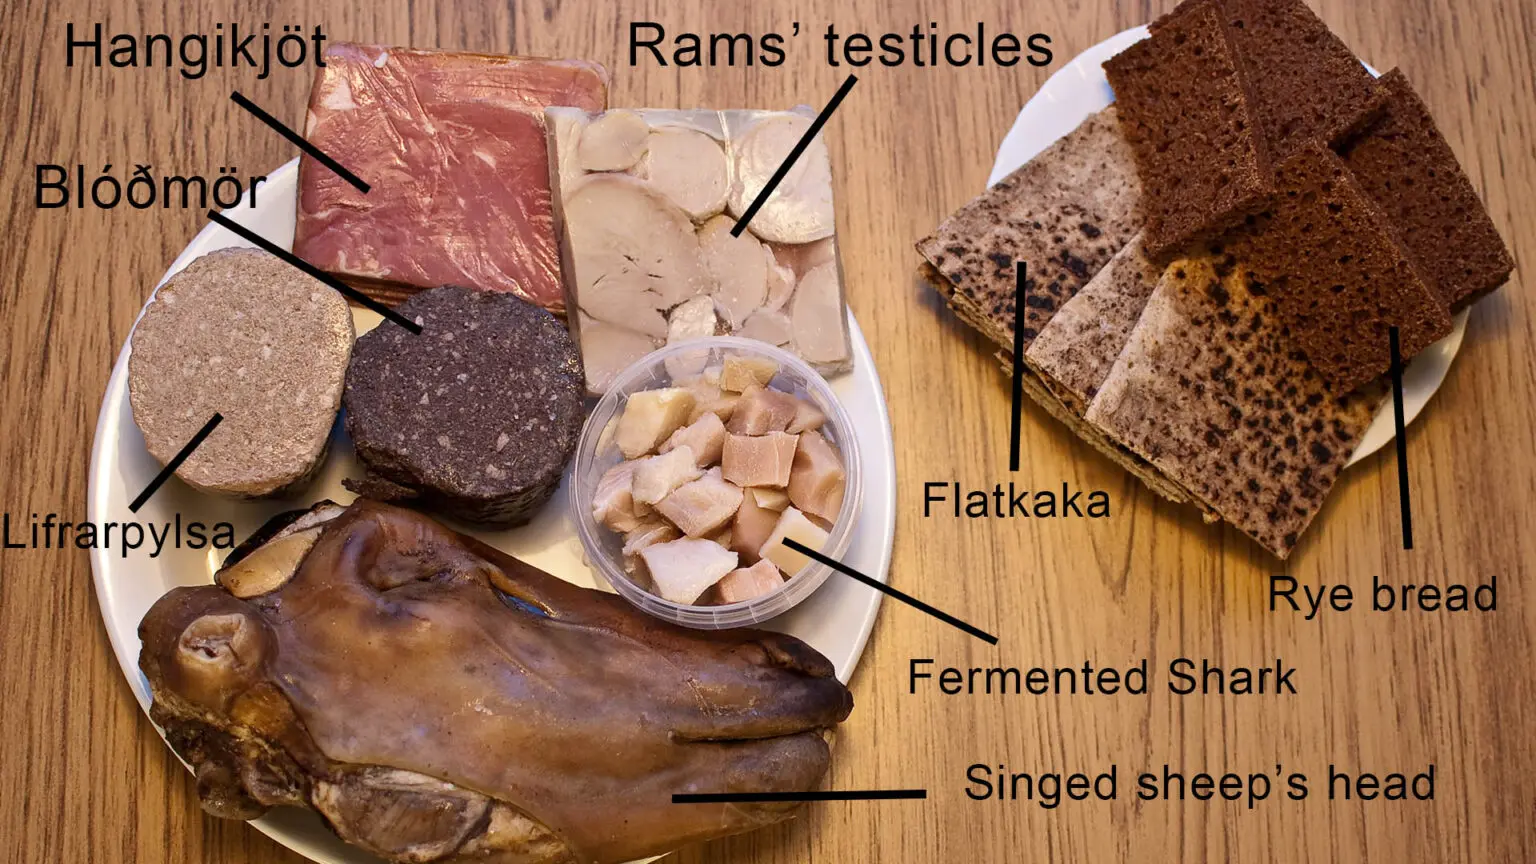 Hangikjöt
Rams’ testicles
Blóðmör
Lifrarpylsa
Flatkaka
Rye bread
Fermented Shark
Singed sheep’s head